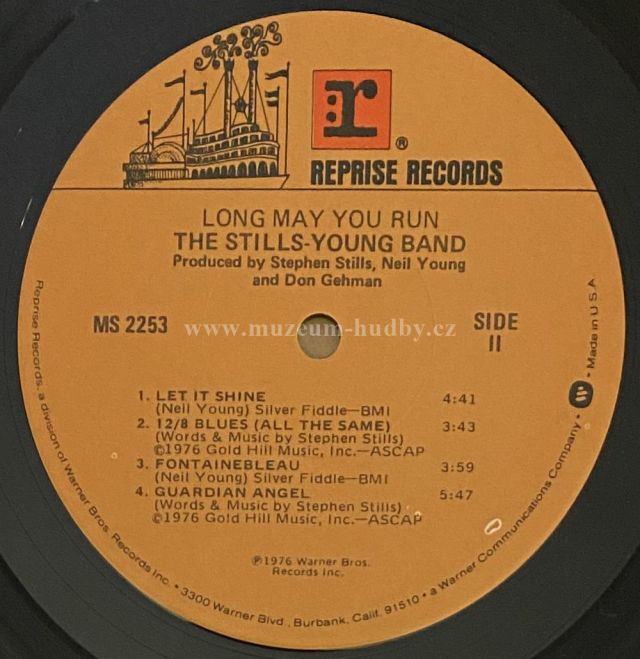 r ®
REPRISE RECORDS
LONG MAY YOU RUN
THE STILLS-YOUNG BAND
Produced by Stephen Stills, Neil Young
and Don Gehman
MS 2253
www.muzeum-hudby.cz
SIDE
II
1. LET IT SHINE 4:41
(Neil Young) Silver Fiddle—BMI
2. 12/8 BLUES (ALL THE SAME) 3:43
(Words & Music by Stephen Stills)
©1976 Gold Hill Music, Inc.—ASCAP
3. FONTAINEBLEAU 3:59
(Neil Young) Silver Fiddle—BMI
4. GUARDIAN ANGEL 5:47
(Words & Music by Stephen Stills)
©1976 Gold Hill Music, Inc.—ASCAP
℗1976 Warner Bros.
Records Inc.
Reprise Records, a division of Warner Bros. Records Inc. • 3300 Warner Blvd., Burbank, Calif. 91510 • a Warner Communications Company • W • Made in U.S.A.